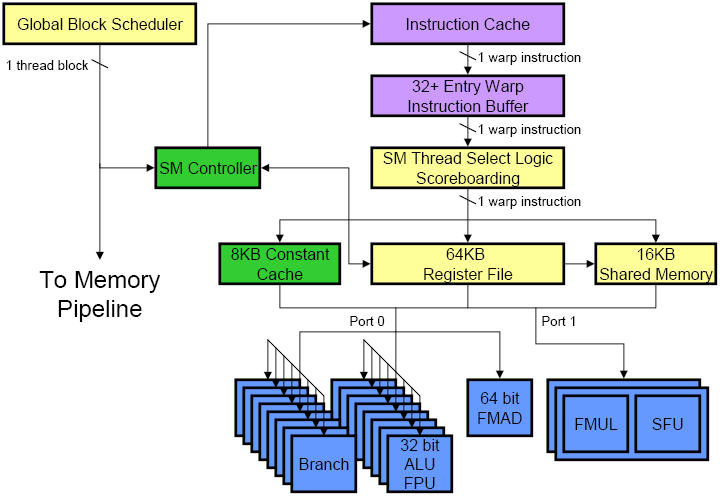 Global Block Scheduler
Instruction Cache
1 thread block
1 warp instruction
32+ Entry Warp
Instruction Buffer
1 warp instruction
SM Controller
SM Thread Select Logic
Scoreboarding
1 warp instruction
8KB Constant
Cache
64KB
Register File
16KB
Shared Memory
To Memory
Pipeline
Port 0
Port 1
64 bit
FMAD
FMUL
SFU
Branch
32 bit
ALU
FPU